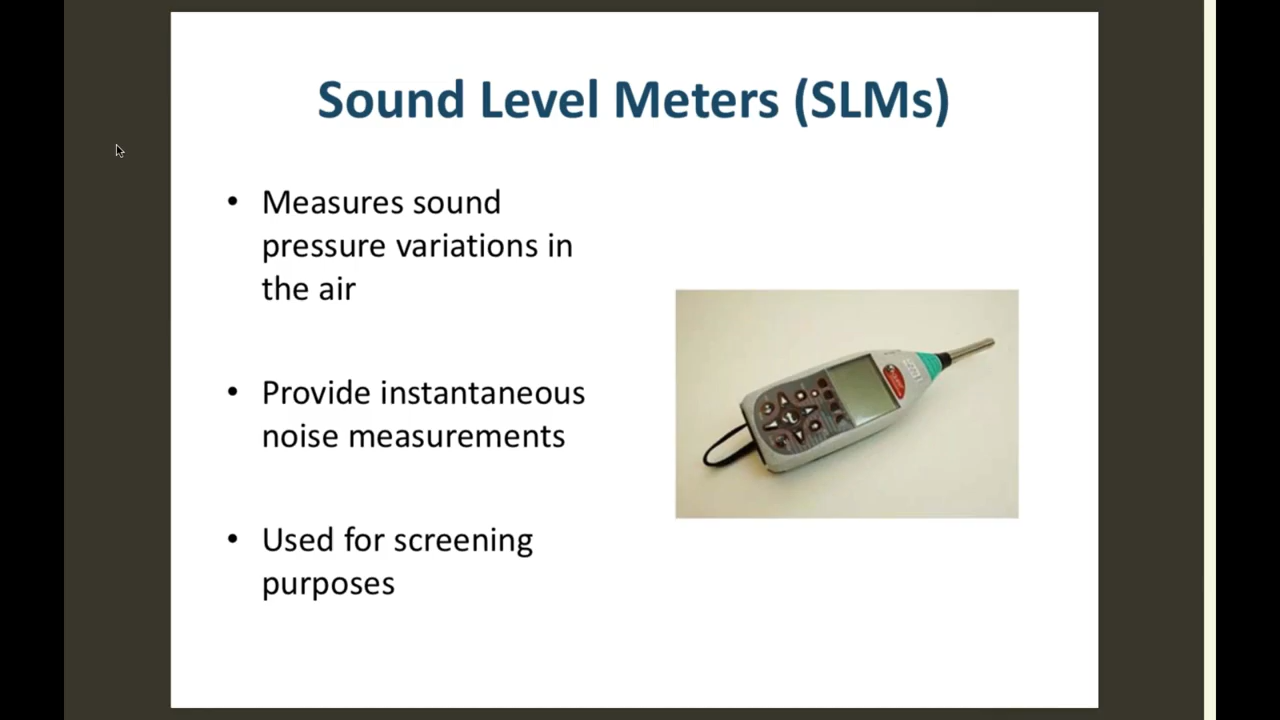 Sound Level Meters (SLMs)
• Measures sound
pressure variations in
the air
• Provide instantaneous
noise measurements
• Used for screening
purposes